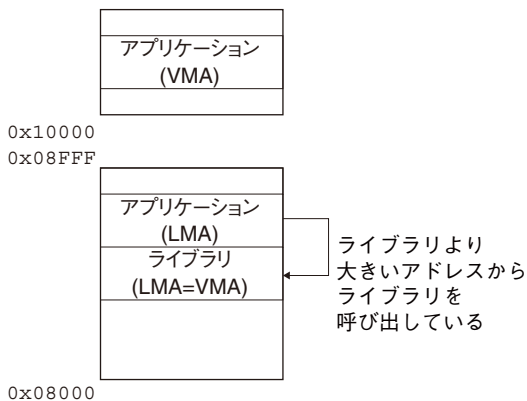 アプリケーション
(VMA)
0x10000
0x08FFF
アプリケーション
(LMA)
ライブラリ
(LMA=VMA)
ライブラリより
大きいアドレスから
ライブラリを
呼び出している
0x08000